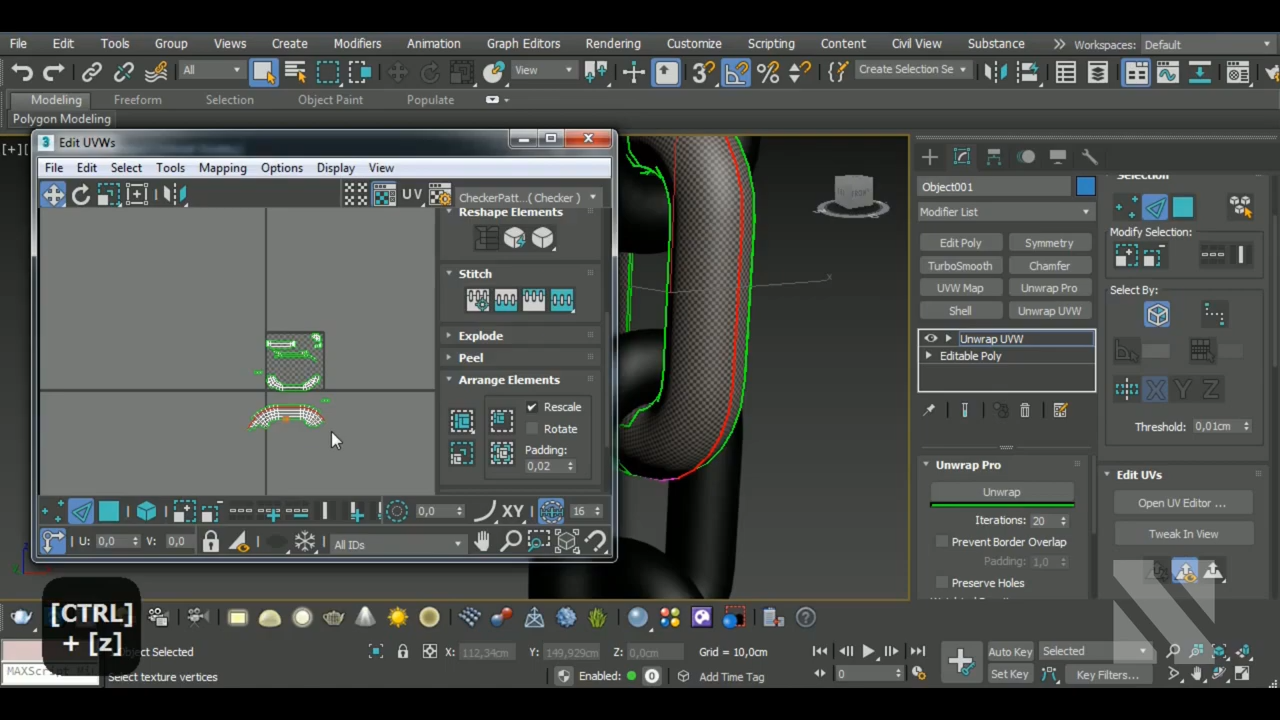 File Edit Tools Group Views Create Modifiers Animation Graph Editors Rendering Customize Scripting Content Civil View Substance Workspaces: Default
All View Create Selection Se
Modeling Freeform Selection Object Paint Populate
Polygon Modeling
[+][
3 Edit UVWs
File Edit Select Tools Mapping Options Display View
UV CheckerPatt...( Checker )
Reshape Elements
Stitch
Explode
Peel
Arrange Elements
Rescale
Rotate
Padding:
0,02
0,0 XY 16
U: 0,0 V: 0,0 All IDs
x
Object001
Modifier List
Edit Poly Symmetry
TurboSmooth Chamfer
UVW Map Unwrap Pro
Shell Unwrap UVW
Unwrap UVW
Editable Poly
Unwrap Pro
Unwrap
Iterations: 20
Prevent Border Overlap
Padding: 1,0
Preserve Holes
Selection
Modify Selection:
Select By:
X Y Z
Threshold: 0,01cm
Edit UVs
Open UV Editor ...
Tweak In View
[CTRL]
+ [z]
Object Selected
Select texture vertices
X: 112,34cm Y: 149,929cm Z: 0,0cm Grid = 10,0cm
Enabled: 0 Add Time Tag
0
Auto Key Selected
Set Key Key Filters...